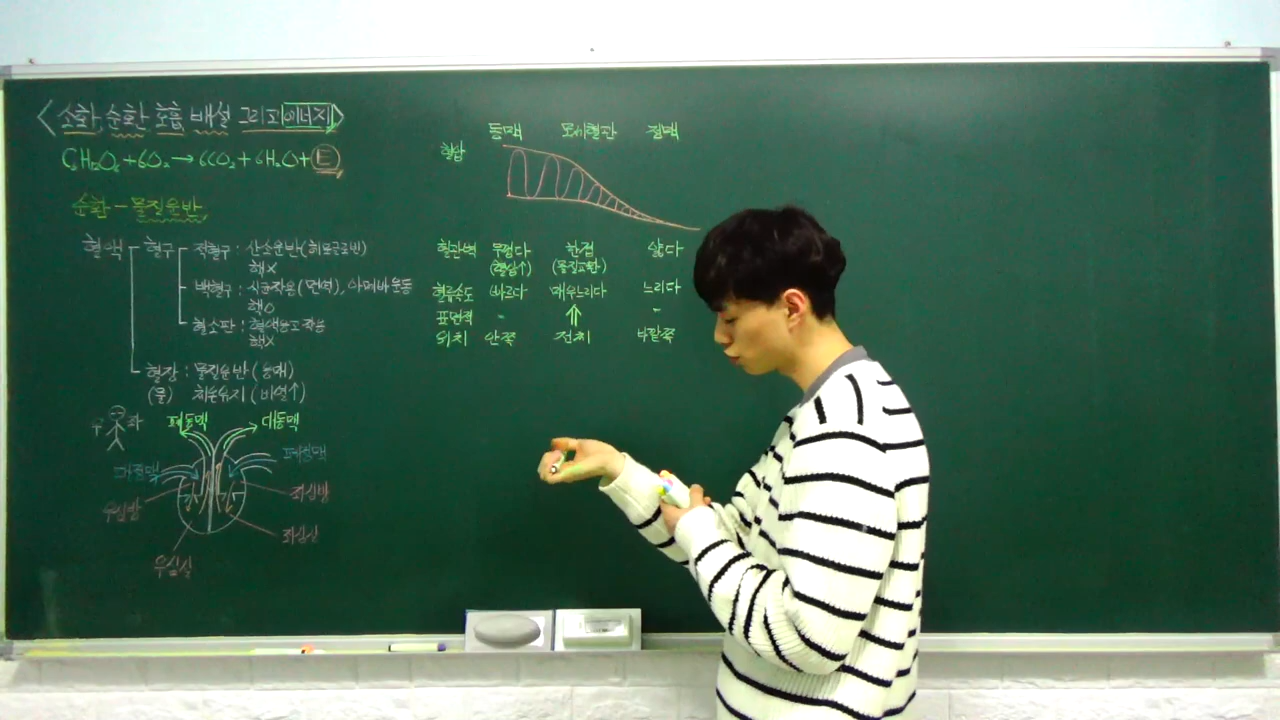 <소화, 순환, 호흡, 배설 그리고 에너지>
C₆H₁₂O₆+6O₂→6CO₂+6H₂O+E
순환-물질운반
혈액 혈구 적혈구 : 산소운반(헤모글로빈)
핵X
백혈구 : 식균작용(면역), 아메바운동
핵O
혈소판 : 혈액응고작용
핵X
혈장 : 물질운반(용매)
(물) 체온유지(비열↑)
우 좌 폐동맥 대동맥
대정맥 폐정맥
우심방 좌심방
좌심실
우심실
동맥 모세혈관 정맥
혈압
혈관벽 두껍다 한겹 얇다
(혈압↑) (물질교환)
혈류속도 빠르다 매우느리다 느리다
표면적 - ⇑ -
위치 안쪽 전체 바깥쪽